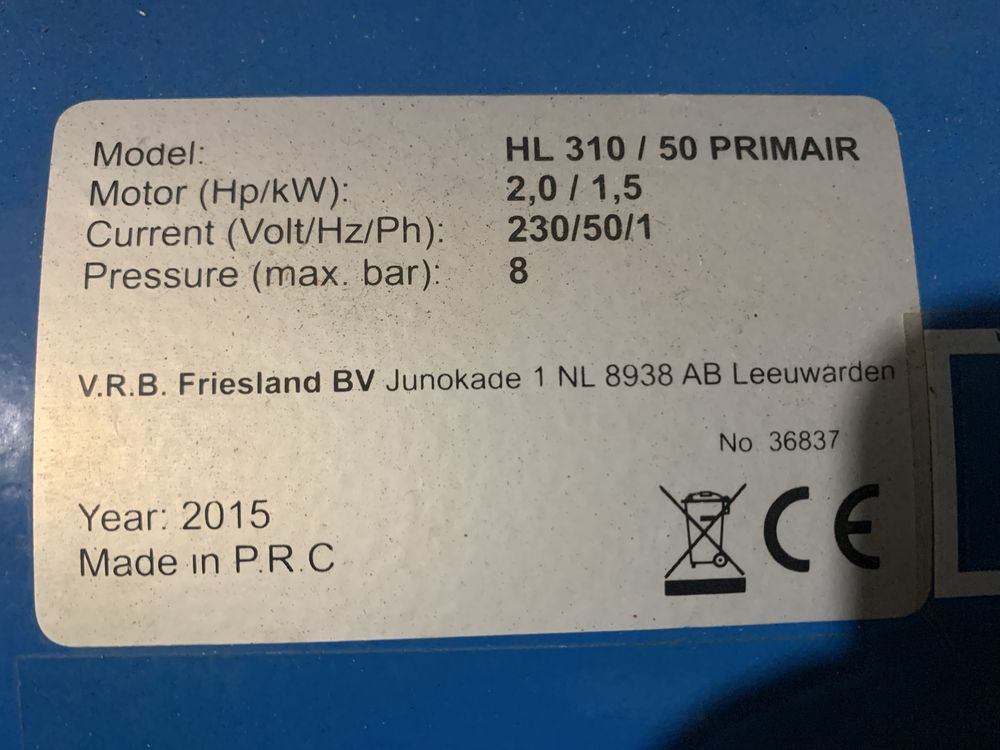 Model: HL 310 / 50 PRIMAIR
Motor (Hp/kW): 2,0 / 1,5
Current (Volt/Hz/Ph): 230/50/1
Pressure (max. bar): 8
V.R.B. Friesland BV Junokade 1 NL 8938 AB Leeuwarden
No. 36837
Year: 2015
Made in P.R.C
CE